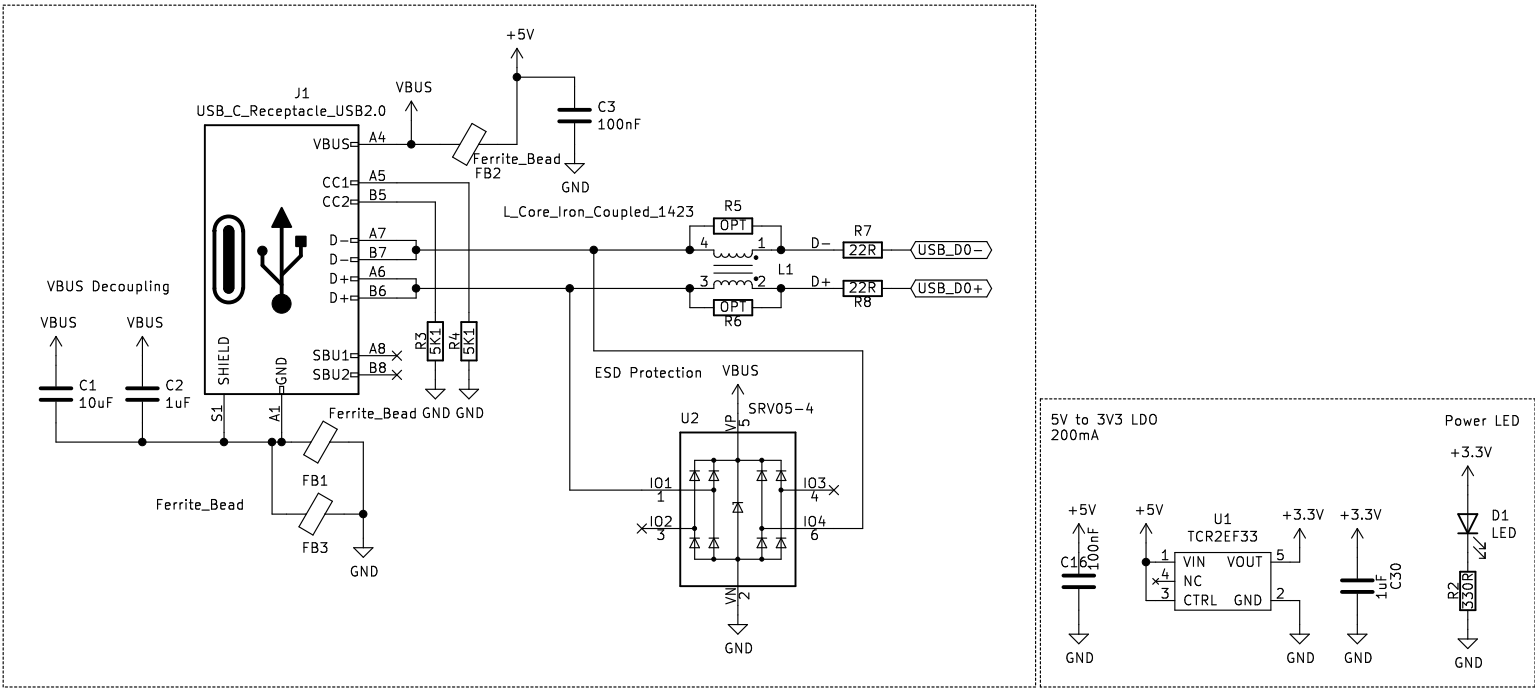 +5V
VBUS
J1
USB_C_Receptacle_USB2.0
C3
100nF
VBUS
A4
Ferrite_Bead
FB2
GND
CC1
A5
CC2
B5
L_Core_Iron_Coupled_1423
R5
OPT
D-
A7
4
1
D-
R7
22R
USB_D0-
D-
B7
D+
A6
L1
3
2
D+
22R
R8
USB_D0+
D+
B6
OPT
R6
VBUS Decoupling
VBUS
VBUS
R3
5K1
R4
5K1
SBU1
A8
SBU2
B8
SHIELD
GND
C1
10uF
C2
1uF
S1
A1
Ferrite_Bead
GND
GND
FB1
Ferrite_Bead
FB3
GND
ESD Protection
VBUS
SRV05-4
U2
VP
5
IO1
1
IO3
4
IO2
3
IO4
6
VN
2
GND
5V to 3V3 LDO
200mA
Power LED
+3.3V
D1
LED
R2
330R
GND
+5V
C16
100nF
GND
+5V
U1
TCR2EF33
1
VIN
VOUT
5
4
NC
3
CTRL
GND
2
+3.3V
GND
+3.3V
1uF
C30
GND